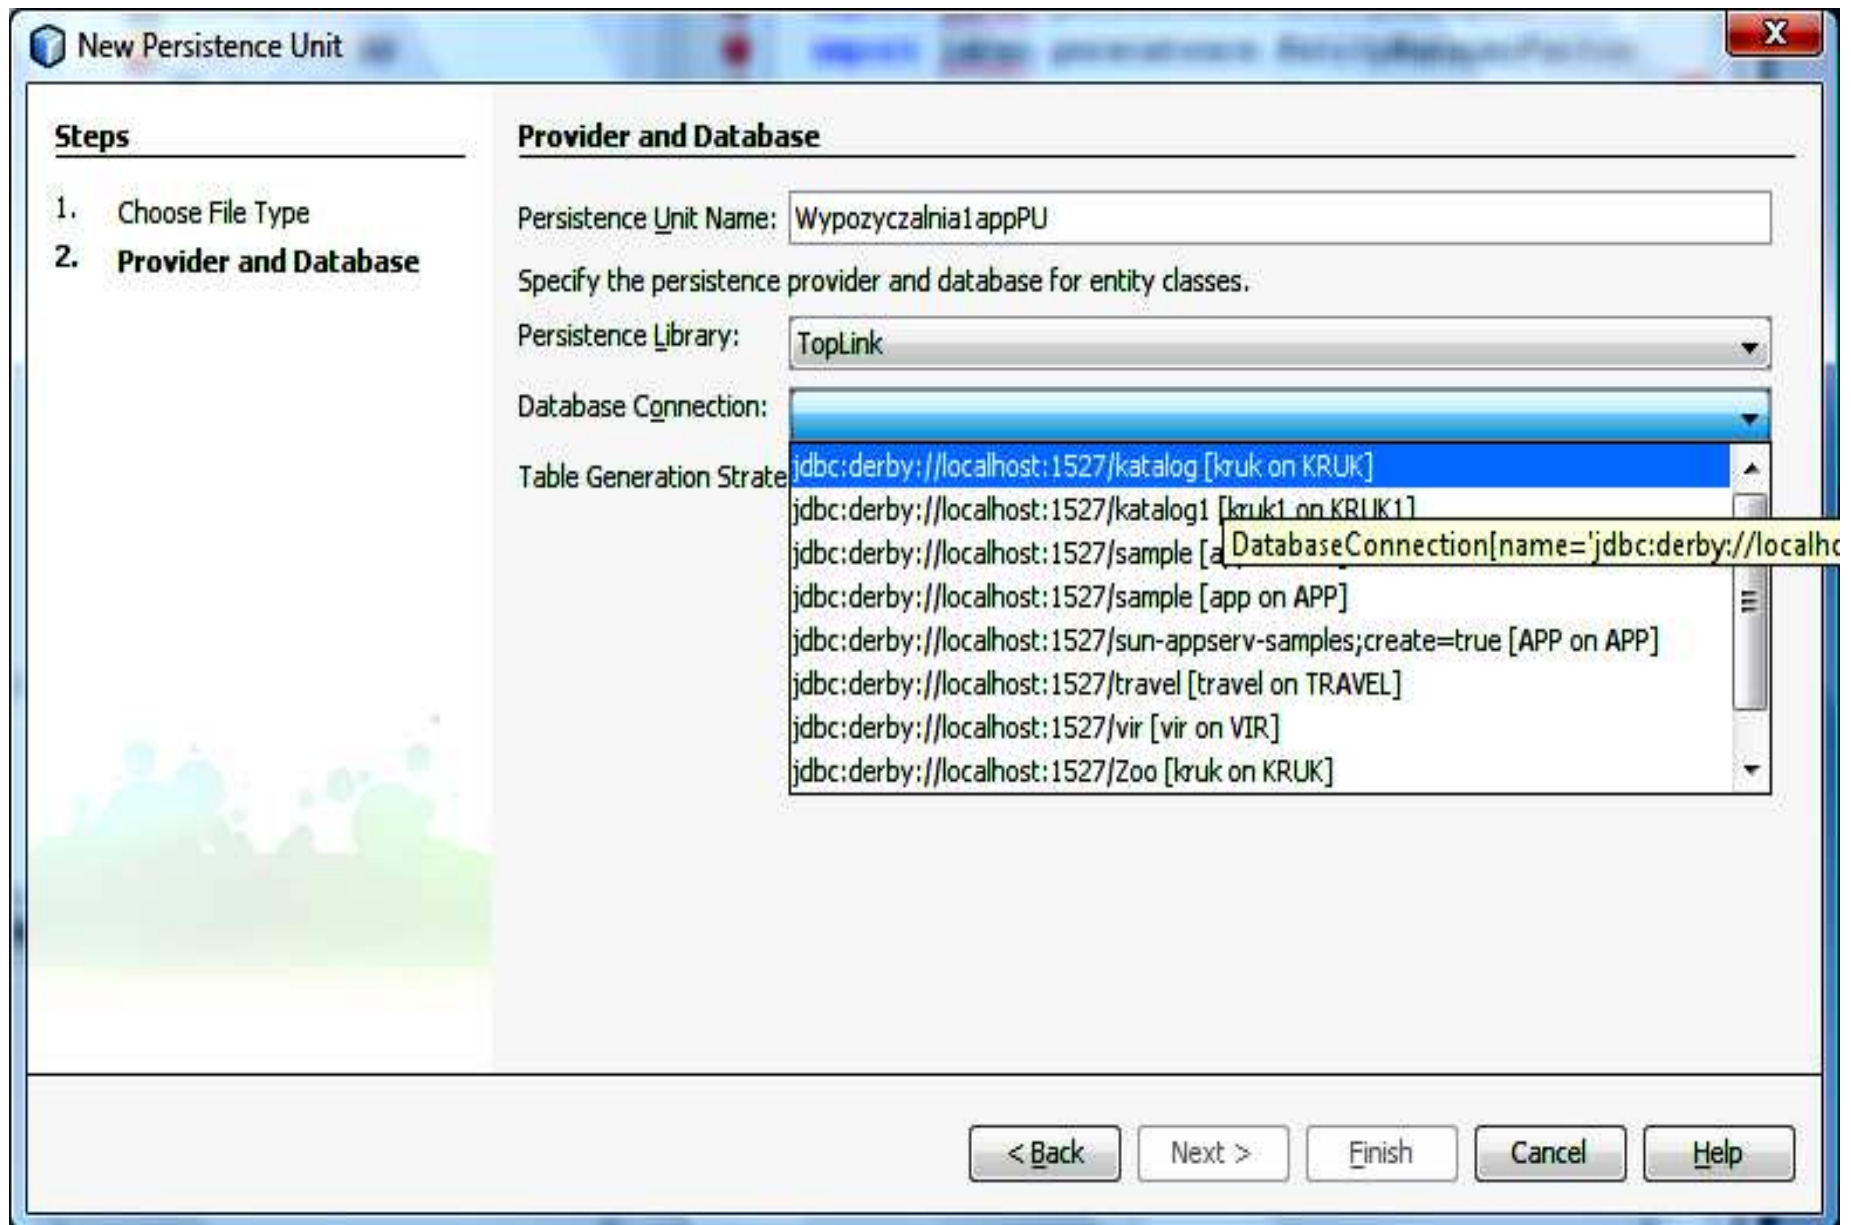 New Persistence Unit
X
Steps
1. Choose File Type
2. Provider and Database
Provider and Database
Persistence Unit Name: Wypozyczalnia1appPU
Specify the persistence provider and database for entity classes.
Persistence Library: TopLink
Database Connection:
Table Generation Strate
jdbc:derby://localhost:1527/katalog [kruk on KRUK]
jdbc:derby://localhost:1527/katalog1 [kruk1 on KRUK1]
DatabaseConnection[name='jdbc:derby://localhc
jdbc:derby://localhost:1527/sample [a
jdbc:derby://localhost:1527/sample [app on APP]
jdbc:derby://localhost:1527/sun-appserv-samples;create=true [APP on APP]
jdbc:derby://localhost:1527/travel [travel on TRAVEL]
jdbc:derby://localhost:1527/vir [vir on VIR]
jdbc:derby://localhost:1527/Zoo [kruk on KRUK]
< Back Next > Finish Cancel Help